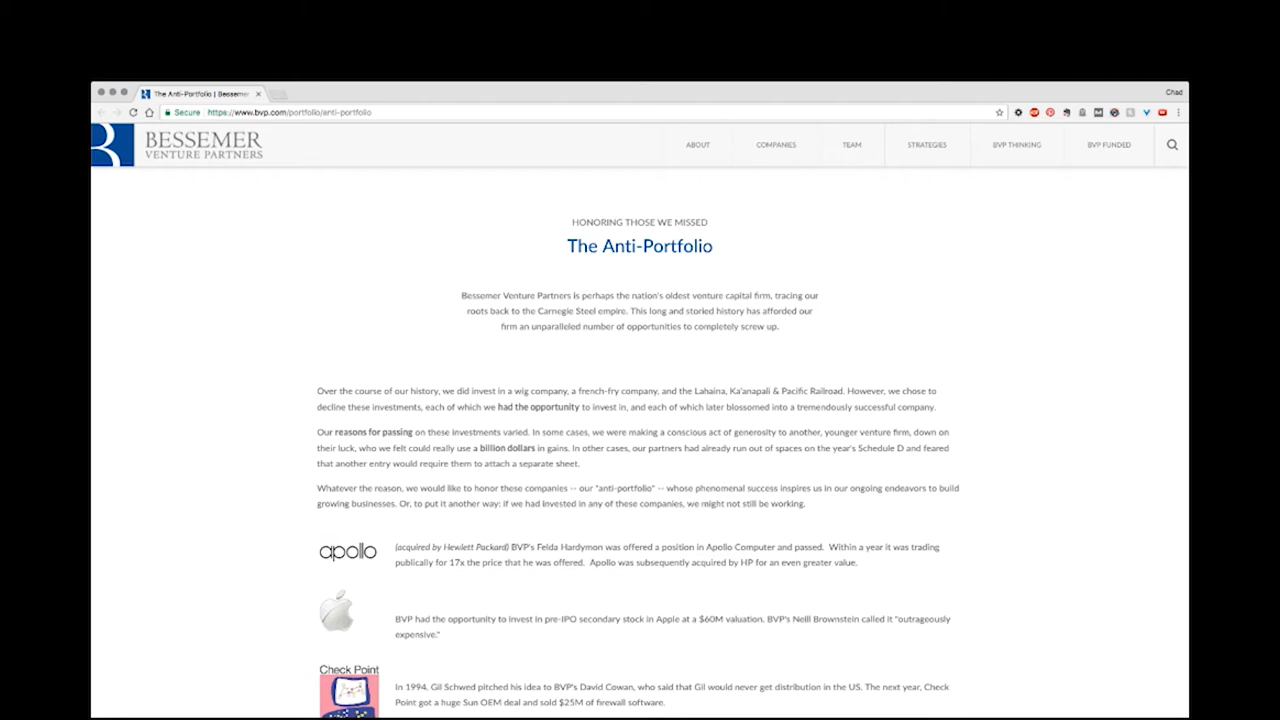 The Anti-Portfolio | Bessemer
Chad
Secure https://www.bvp.com/portfolio/anti-portfolio
BESSEMER
VENTURE PARTNERS
ABOUT COMPANIES TEAM STRATEGIES BVP THINKING BVP FUNDED
HONORING THOSE WE MISSED
The Anti-Portfolio
Bessemer Venture Partners is perhaps the nation's oldest venture capital firm, tracing our
roots back to the Carnegie Steel empire. This long and storied history has afforded our
firm an unparalleled number of opportunities to completely screw up.
Over the course of our history, we did invest in a wig company, a french-fry company, and the Lahaina, Ka'anapali & Pacific Railroad. However, we chose to
decline these investments, each of which we had the opportunity to invest in, and each of which later blossomed into a tremendously successful company.
Our reasons for passing on these investments varied. In some cases, we were making a conscious act of generosity to another, younger venture firm, down on
their luck, who we felt could really use a billion dollars in gains. In other cases, our partners had already run out of spaces on the year's Schedule D and feared
that another entry would require them to attach a separate sheet.
Whatever the reason, we would like to honor these companies -- our "anti-portfolio" -- whose phenomenal success inspires us in our ongoing endeavors to build
growing businesses. Or, to put it another way: if we had invested in any of these companies, we might not still be working.
apollo
(acquired by Hewlett Packard) BVP's Felda Hardymon was offered a position in Apollo Computer and passed. Within a year it was trading
publically for 17x the price that he was offered. Apollo was subsequently acquired by HP for an even greater value.
BVP had the opportunity to invest in pre-IPO secondary stock in Apple at a $60M valuation. BVP's Neill Brownstein called it "outrageously
expensive."
Check Point
In 1994, Gil Schwed pitched his idea to BVP's David Cowan, who said that Gil would never get distribution in the US. The next year, Check
Point got a huge Sun OEM deal and sold $25M of firewall software.